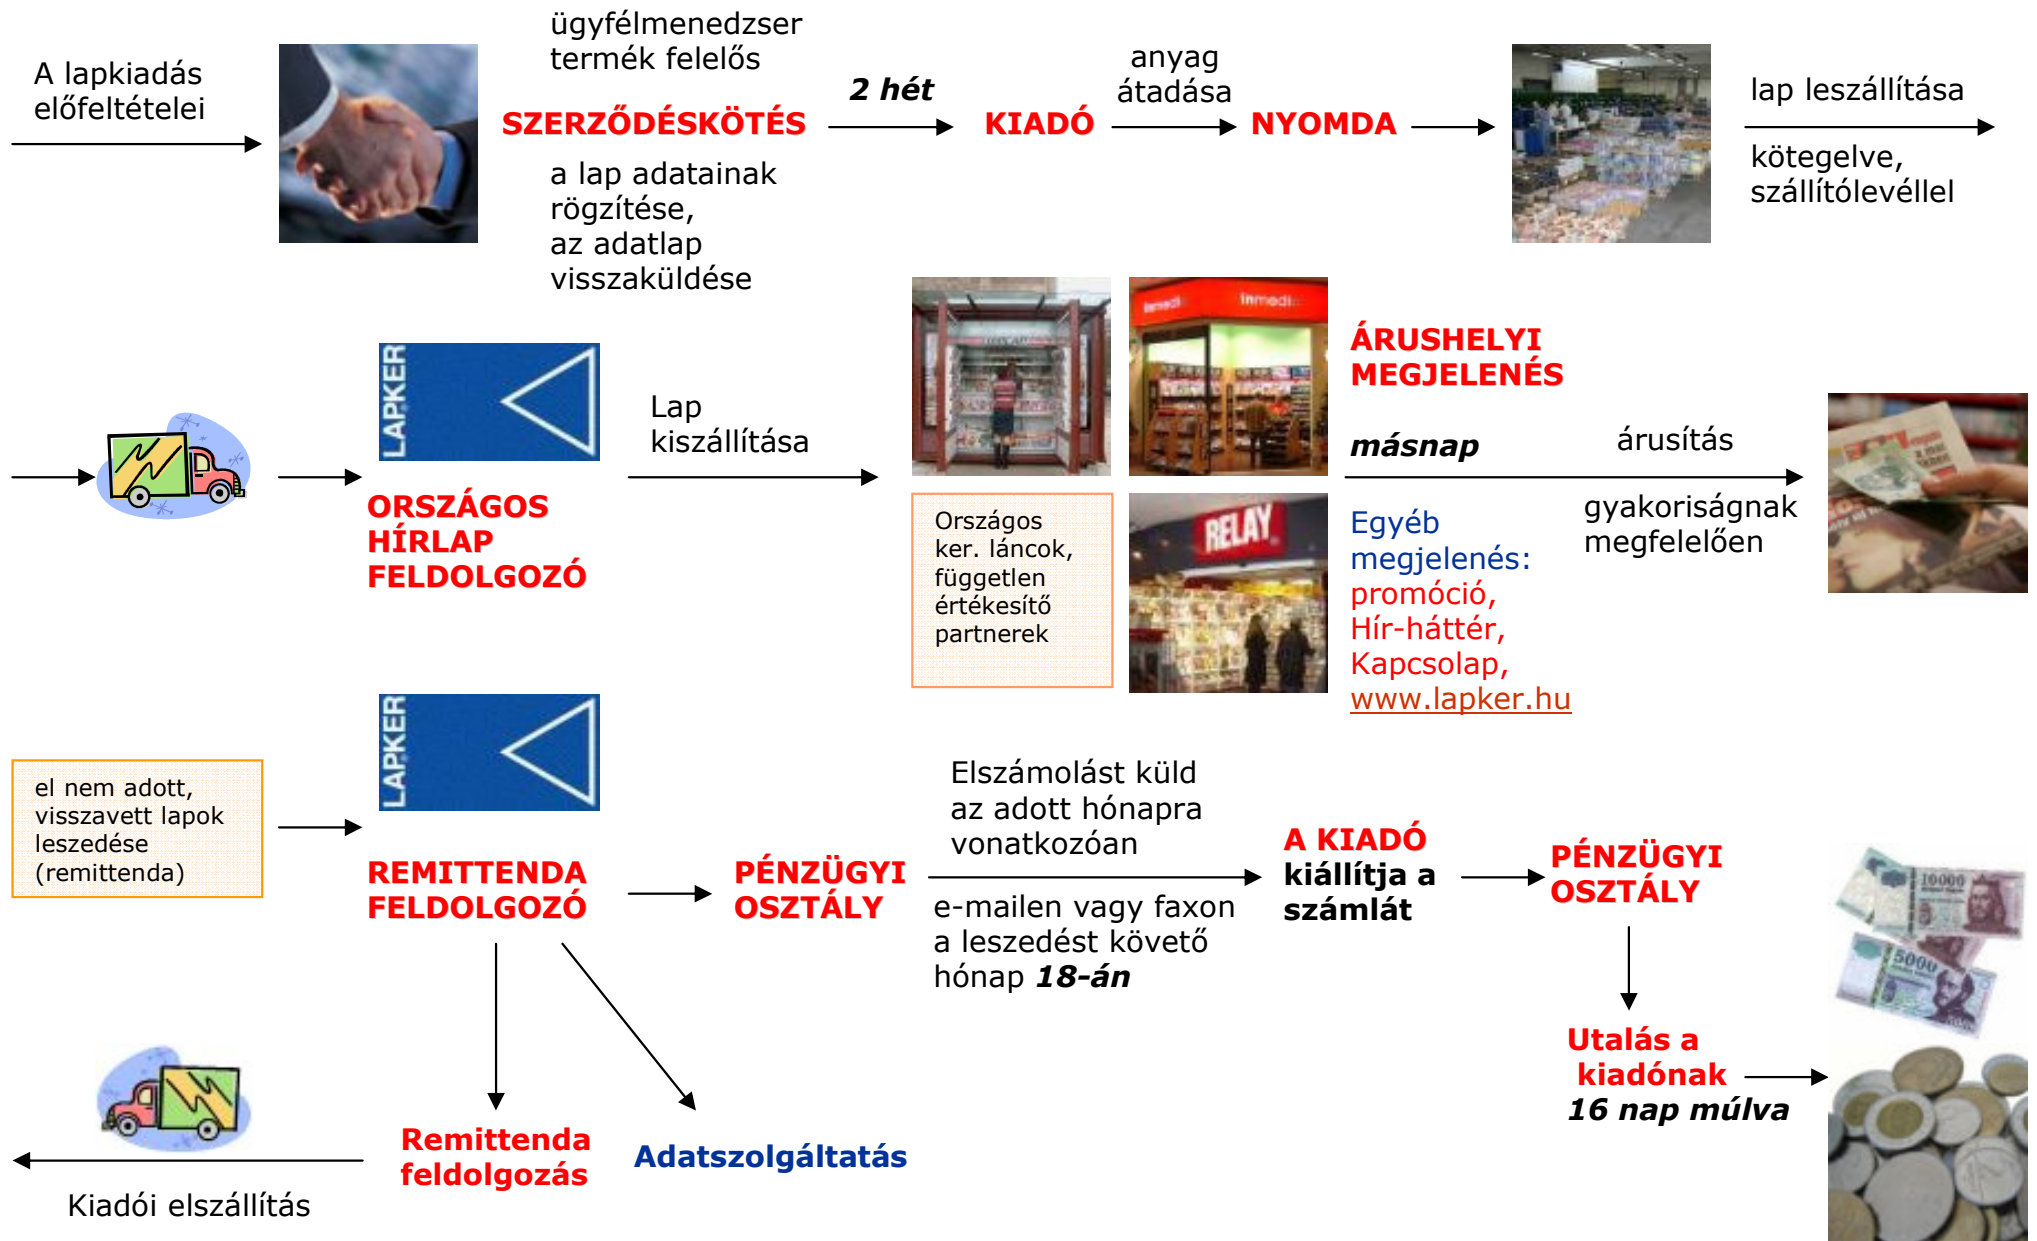 A lapkiadás
előfeltételei
ügyfélmenedzser
termék felelős
SZERZŐDÉSKÖTÉS
a lap adatainak
rögzítése,
az adatlap
visszaküldése
2 hét
KIADÓ
anyag
átadása
NYOMDA
lap leszállítása
kötegelve,
szállítólevéllel
LAPKER
ORSZÁGOS
HÍRLAP
FELDOLGOZÓ
Lap
kiszállítása
inmedi
inmedi
RELAY
Országos
ker. láncok,
független
értékesítő
partnerek
ÁRUSHELYI
MEGJELENÉS
másnap
árusítás
gyakoriságnak
megfelelően
Egyéb
megjelenés:
promóció,
Hír-háttér,
Kapcsolap,
www.lapker.hu
el nem adott,
visszavett lapok
leszedése
(remittenda)
LAPKER
REMITTENDA
FELDOLGOZÓ
PÉNZÜGYI
OSZTÁLY
Elszámolást küld
az adott hónapra
vonatkozóan
e-mailen vagy faxon
a leszedést követő
hónap 18-án
A KIADÓ
kiállítja a
számlát
PÉNZÜGYI
OSZTÁLY
10000
5000
Utalás a
kiadónak
16 nap múlva
Remittenda
feldolgozás
Adatszolgáltatás
Kiadói elszállítás